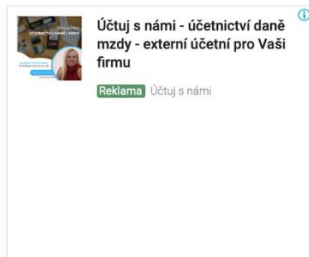 Účtuj s námi - účetnictví daně
mzdy - externí účetní pro Vaši
firmu
Reklama Účtuj s námi